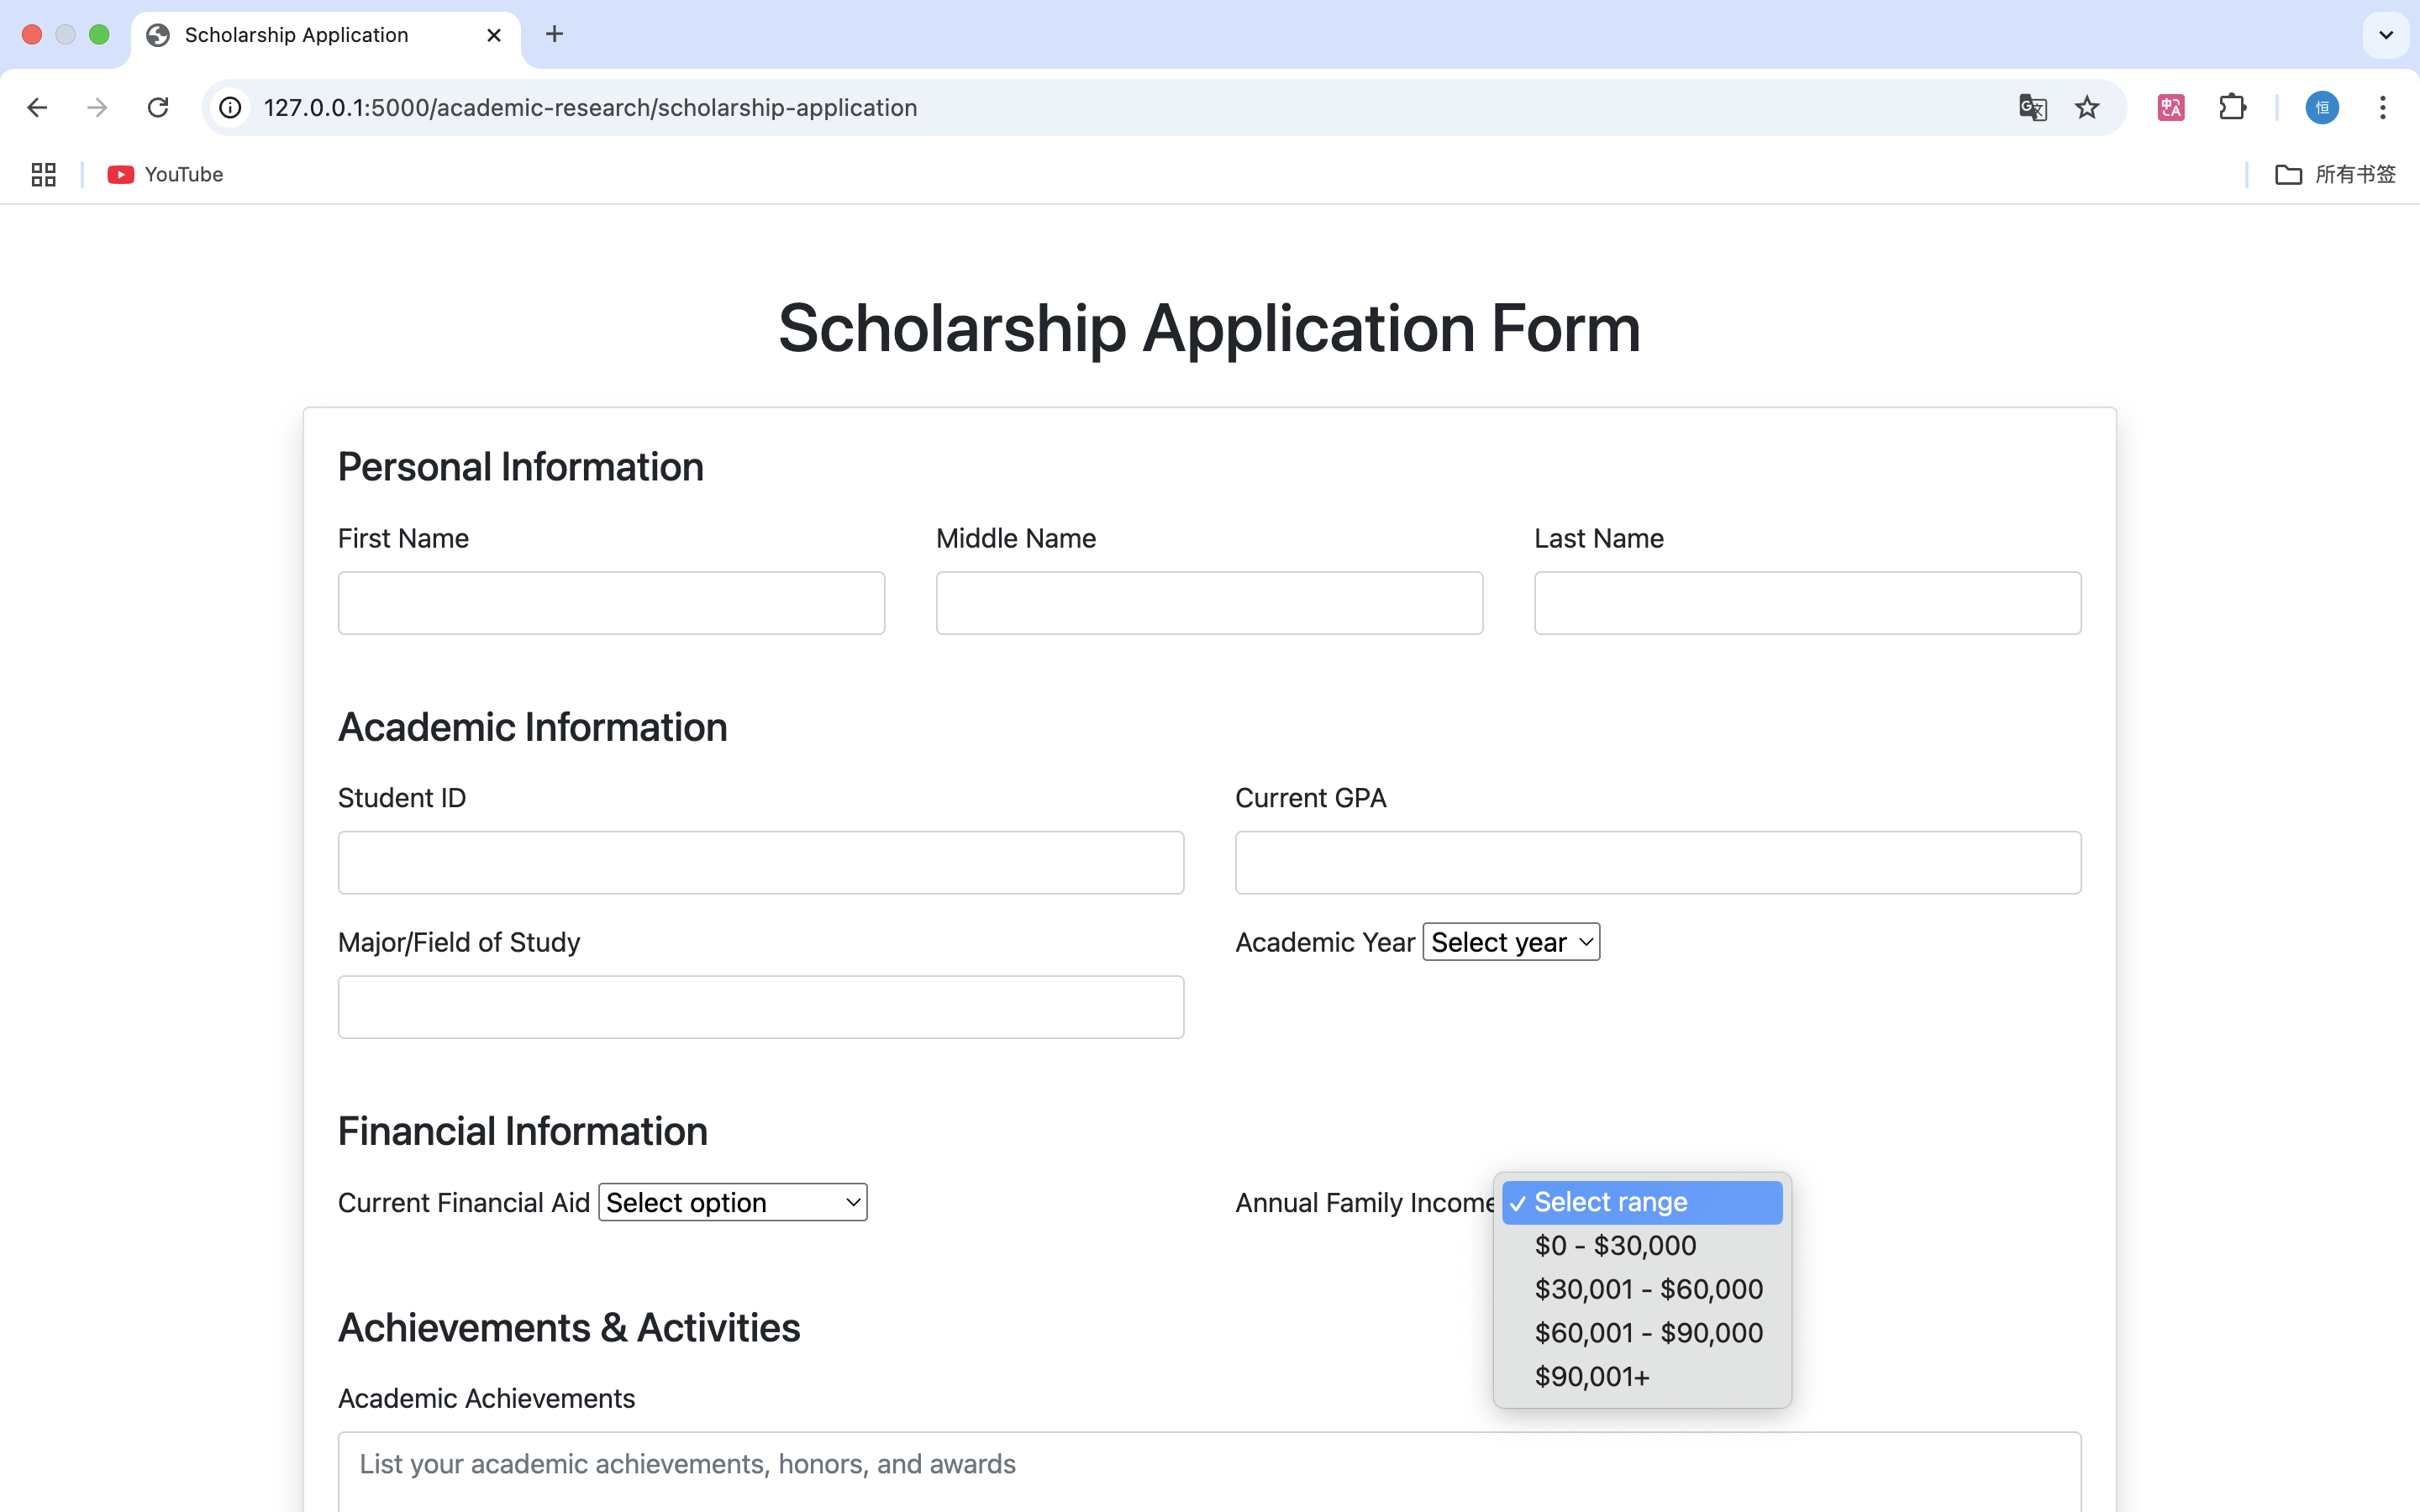 Scholarship Application
127.0.0.1:5000/academic-research/scholarship-application
恒
YouTube
所有书签
Scholarship Application Form
Personal Information
First Name
Middle Name
Last Name
Academic Information
Student ID
Current GPA
Major/Field of Study
Academic Year Select year
Financial Information
Current Financial Aid Select option
Annual Family Income
✓ Select range
$0 - $30,000
$30,001 - $60,000
$60,001 - $90,000
$90,001+
Achievements & Activities
Academic Achievements
List your academic achievements, honors, and awards